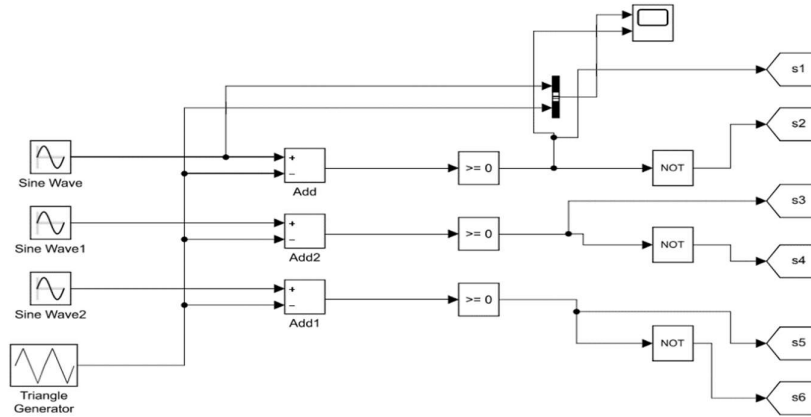 s1
s2
+
−
>= 0
NOT
Sine Wave
Add
s3
+
−
>= 0
NOT
s4
Sine Wave1
Add2
+
−
>= 0
Sine Wave2
Add1
NOT
s5
Triangle
Generator
s6